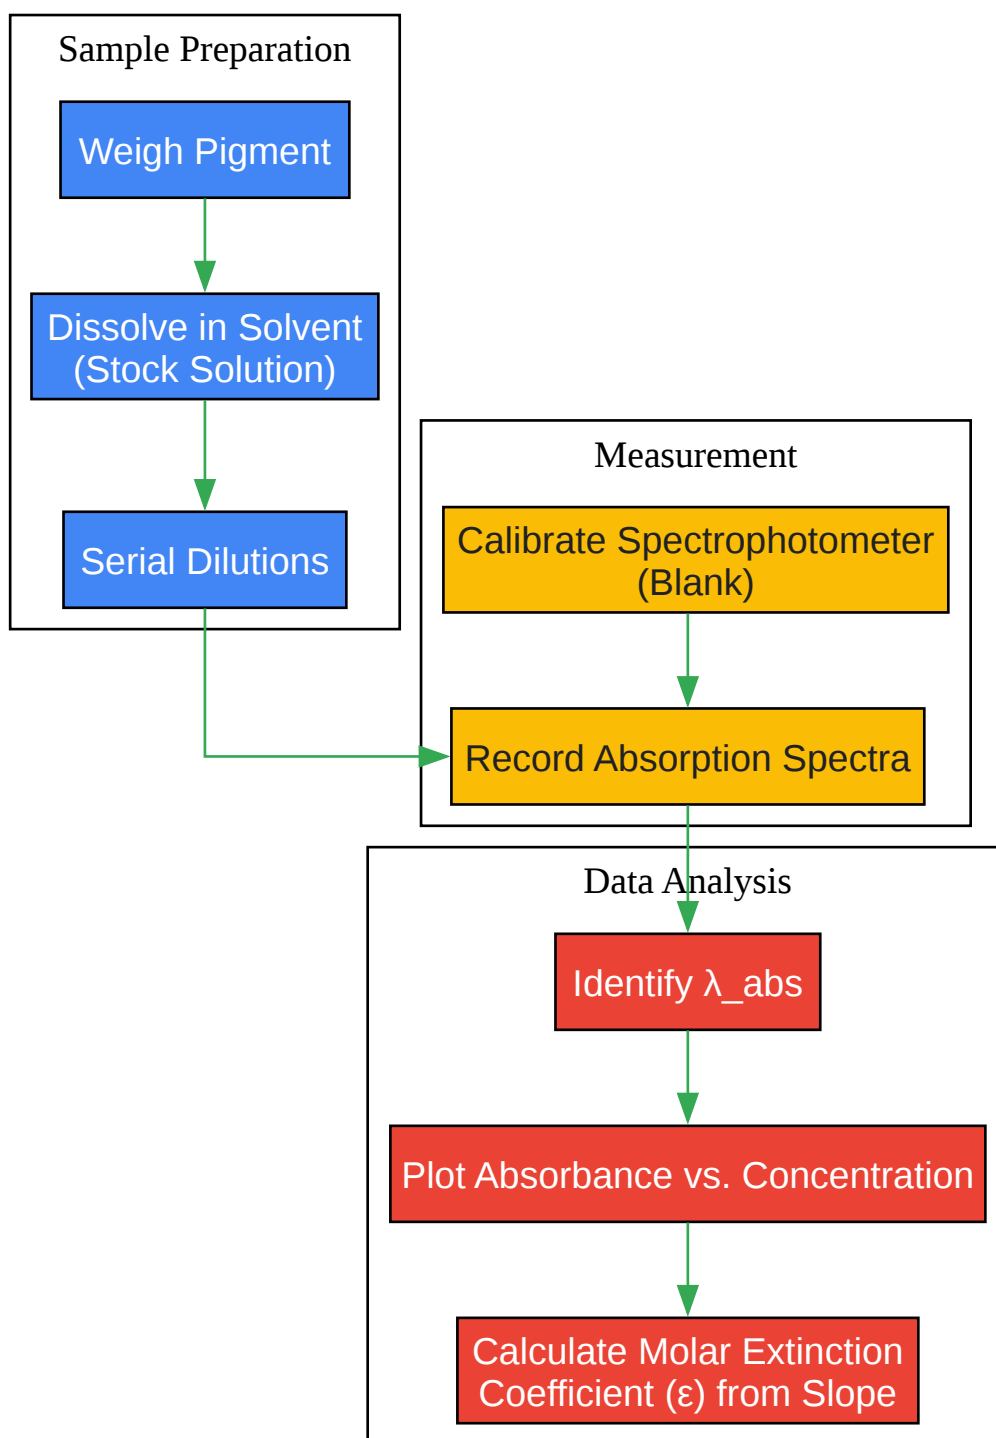 Sample Preparation
Weigh Pigment
Dissolve in Solvent
(Stock Solution)
Serial Dilutions
Measurement
Calibrate Spectrophotometer
(Blank)
Record Absorption Spectra
Data Analysis
Identify λ_abs
Plot Absorbance vs. Concentration
Calculate Molar Extinction
Coefficient (ε) from Slope